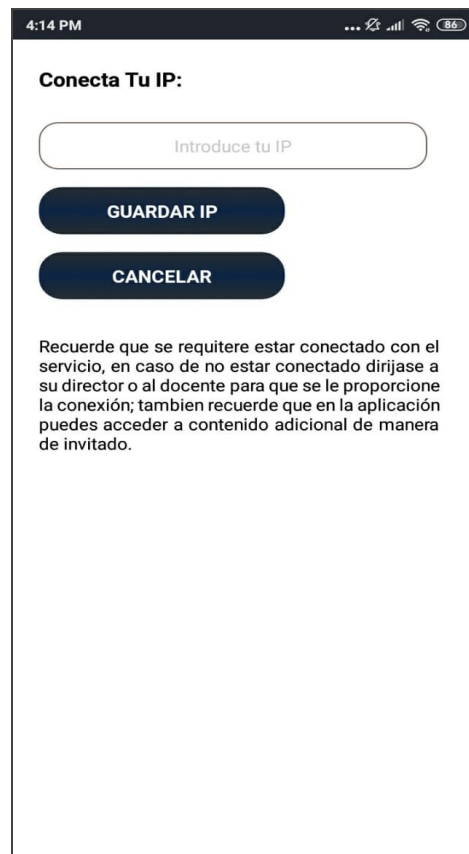 4:14 PM ... 86
Conecta Tu IP:
Introduce tu IP
GUARDAR IP
CANCELAR
Recuerde que se requitere estar conectado con el
servicio, en caso de no estar conectado dirijase a
su director o al docente para que se le proporcione
la conexión; tambien recuerde que en la aplicación
puedes acceder a contenido adicional de manera
de invitado.